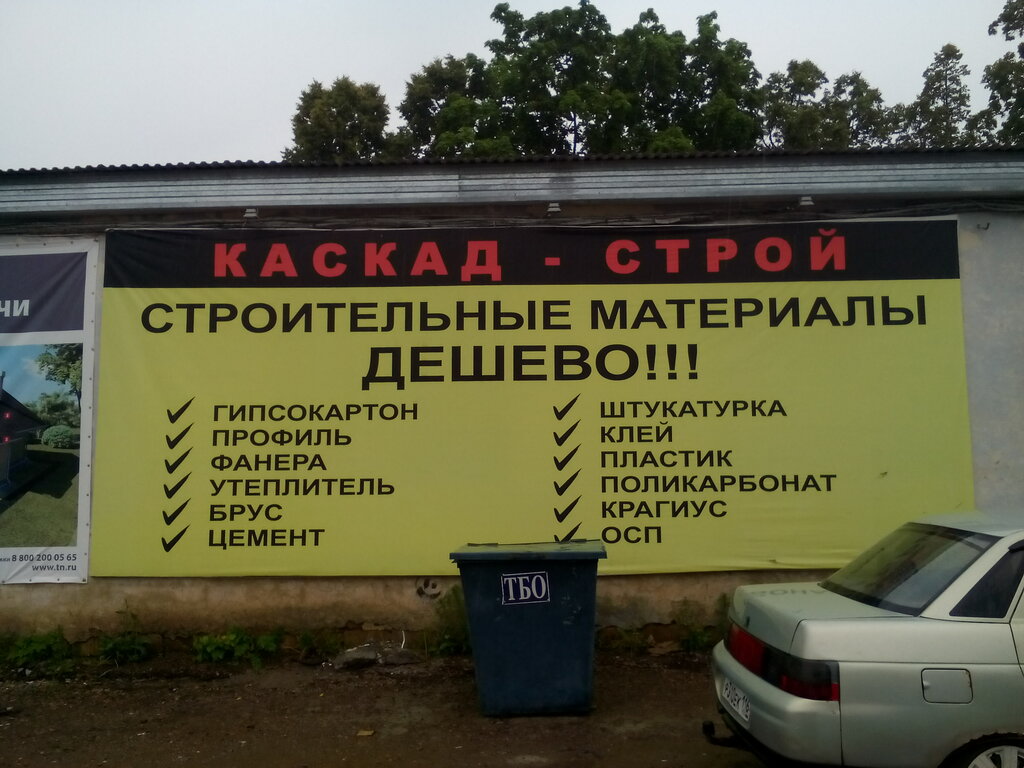 КАСКАД - СТРОЙ
СТРОИТЕЛЬНЫЕ МАТЕРИАЛЫ
ДЕШЕВО!!!
ГИПСОКАРТОН
ПРОФИЛЬ
ФАНЕРА
УТЕПЛИТЕЛЬ
БРУС
ЦЕМЕНТ
ШТУКАТУРКА
КЛЕЙ
ПЛАСТИК
ПОЛИКАРБОНАТ
КРАГИУС
ОСП
ТБО
8 800 200 05 65
www.tn.ru